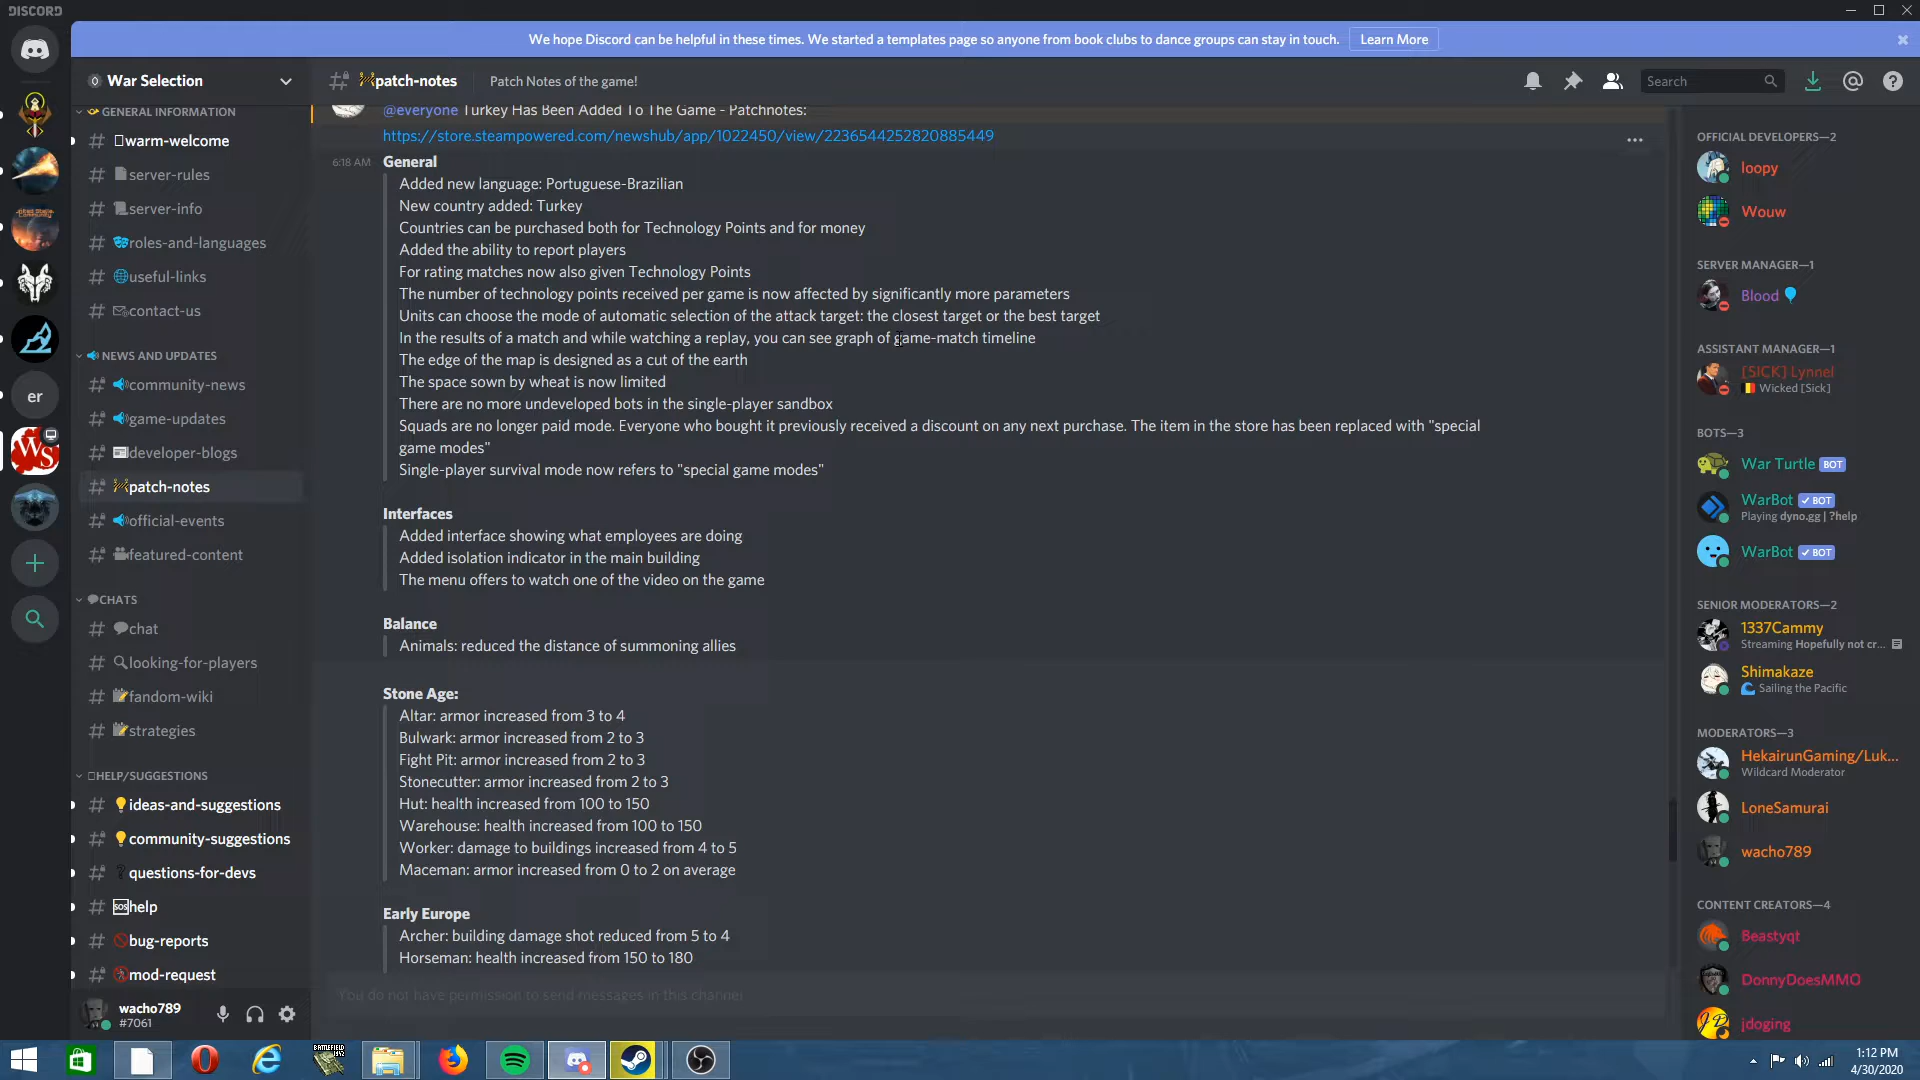 DISCORD
We hope Discord can be helpful in these times. We started a templates page so anyone from book clubs to dance groups can stay in touch.
Learn More
War Selection
patch-notes
Patch Notes of the game!
Search
GENERAL INFORMATION
warm-welcome
server-rules
server-info
roles-and-languages
useful-links
contact-us
NEWS AND UPDATES
community-news
game-updates
developer-blogs
patch-notes
official-events
featured-content
CHATS
chat
looking-for-players
fandom-wiki
strategies
HELP/SUGGESTIONS
ideas-and-suggestions
community-suggestions
questions-for-devs
help
bug-reports
mod-request
wacho789
#7061
er
WS
@everyone Turkey Has Been Added To The Game - Patchnotes:
https://store.steampowered.com/newshub/app/1022450/view/2236544252820885449
6:18 AM
General
Added new language: Portuguese-Brazilian
New country added: Turkey
Countries can be purchased both for Technology Points and for money
Added the ability to report players
For rating matches now also given Technology Points
The number of technology points received per game is now affected by significantly more parameters
Units can choose the mode of automatic selection of the attack target: the closest target or the best target
In the results of a match and while watching a replay, you can see graph of game-match timeline
The edge of the map is designed as a cut of the earth
The space sown by wheat is now limited
There are no more undeveloped bots in the single-player sandbox
Squads are no longer paid mode. Everyone who bought it previously received a discount on any next purchase. The item in the store has been replaced with "special
game modes"
Single-player survival mode now refers to "special game modes"
Interfaces
Added interface showing what employees are doing
Added isolation indicator in the main building
The menu offers to watch one of the video on the game
Balance
Animals: reduced the distance of summoning allies
Stone Age:
Altar: armor increased from 3 to 4
Bulwark: armor increased from 2 to 3
Fight Pit: armor increased from 2 to 3
Stonecutter: armor increased from 2 to 3
Hut: health increased from 100 to 150
Warehouse: health increased from 100 to 150
Worker: damage to buildings increased from 4 to 5
Maceman: armor increased from 0 to 2 on average
Early Europe
Archer: building damage shot reduced from 5 to 4
Horseman: health increased from 150 to 180
You do not have permission to send messages in this channel
OFFICIAL DEVELOPERS—2
loopy
Wouw
SERVER MANAGER—1
Blood
ASSISTANT MANAGER—1
[SICK] Lynnel
Wicked [Sick]
BOTS—3
War Turtle BOT
WarBot BOT
Playing dyno.gg | ?help
WarBot BOT
SENIOR MODERATORS—2
1337Cammy
Streaming Hopefully not cr...
Shimakaze
Sailing the Pacific
MODERATORS—3
HekairunGaming/Luk...
Wildcard Moderator
LoneSamurai
wacho789
CONTENT CREATORS—4
Beastyqt
DonnyDoesMMO
jdoging
1:12 PM
4/30/2020